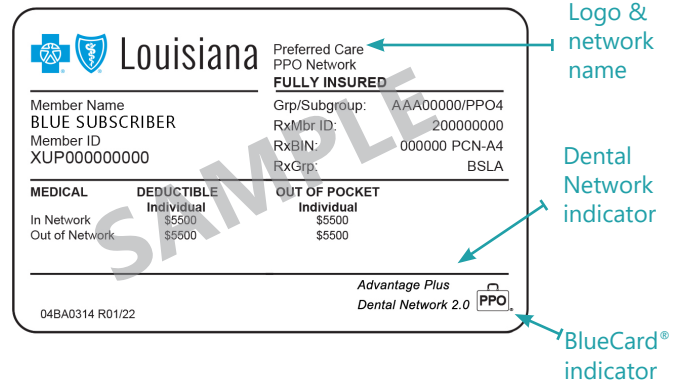 Louisiana
Preferred Care
PPO Network
FULLY INSURED
Logo &
network
name
Member Name
BLUE SUBSCRIBER
Member ID
XUP000000000
Grp/Subgroup: AAA00000/PPO4
RxMbr ID: 200000000
RxBIN: 000000 PCN-A4
RxGrp: BSLA
SAMPLE
Dental
Network
indicator
MEDICAL DEDUCTIBLE OUT OF POCKET
Individual Individual
In Network $5500 $5500
Out of Network $5500 $5500
Advantage Plus
Dental Network 2.0
PPO®
04BA0314 R01/22
BlueCard®
indicator